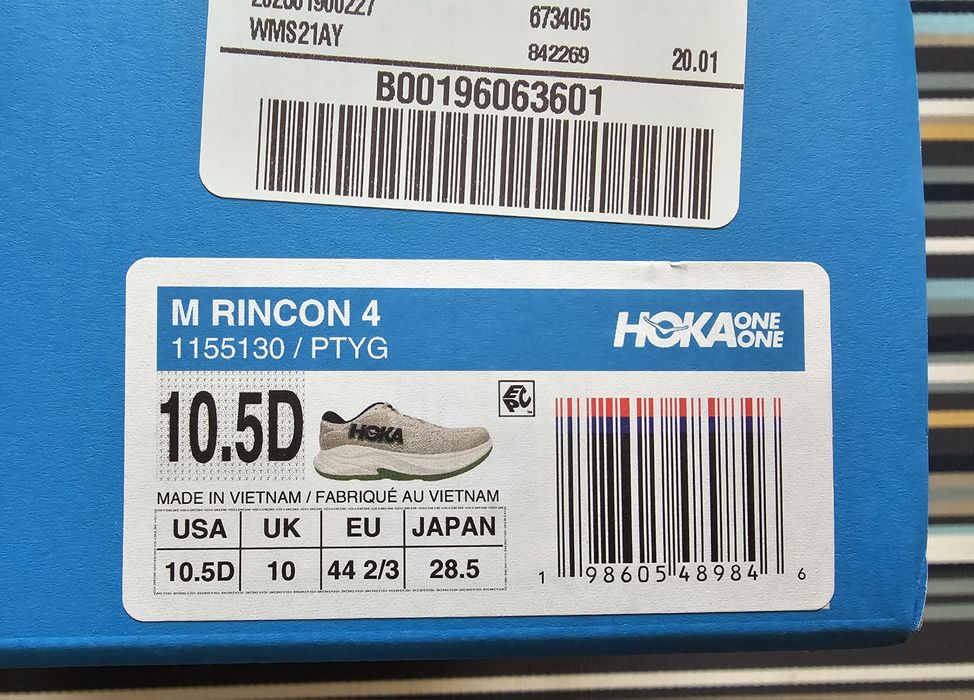 WMS21AY
673405
842269
20.01
B00196063601
M RINCON 4
1155130 / PTYG
HOKA ONE ONE
10.5D
HOKA
EPC
MADE IN VIETNAM / FABRIQUÉ AU VIETNAM
USA UK EU JAPAN
10.5D 10 44 2/3 28.5
1 98605 48984 6